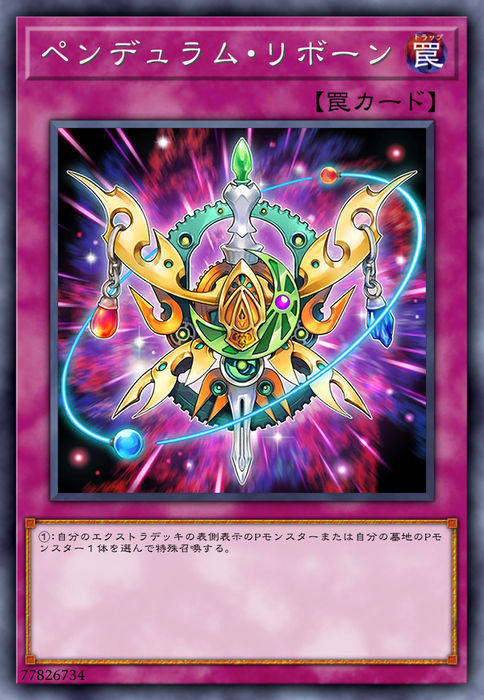 ペンデュラム・リボーン
トラップ
罠
【罠カード】
①:自分のエクストラデッキの表側表示のPモンスターまたは自分の墓地のPモ
ンスター１体を選んで特殊召喚する。
77826734